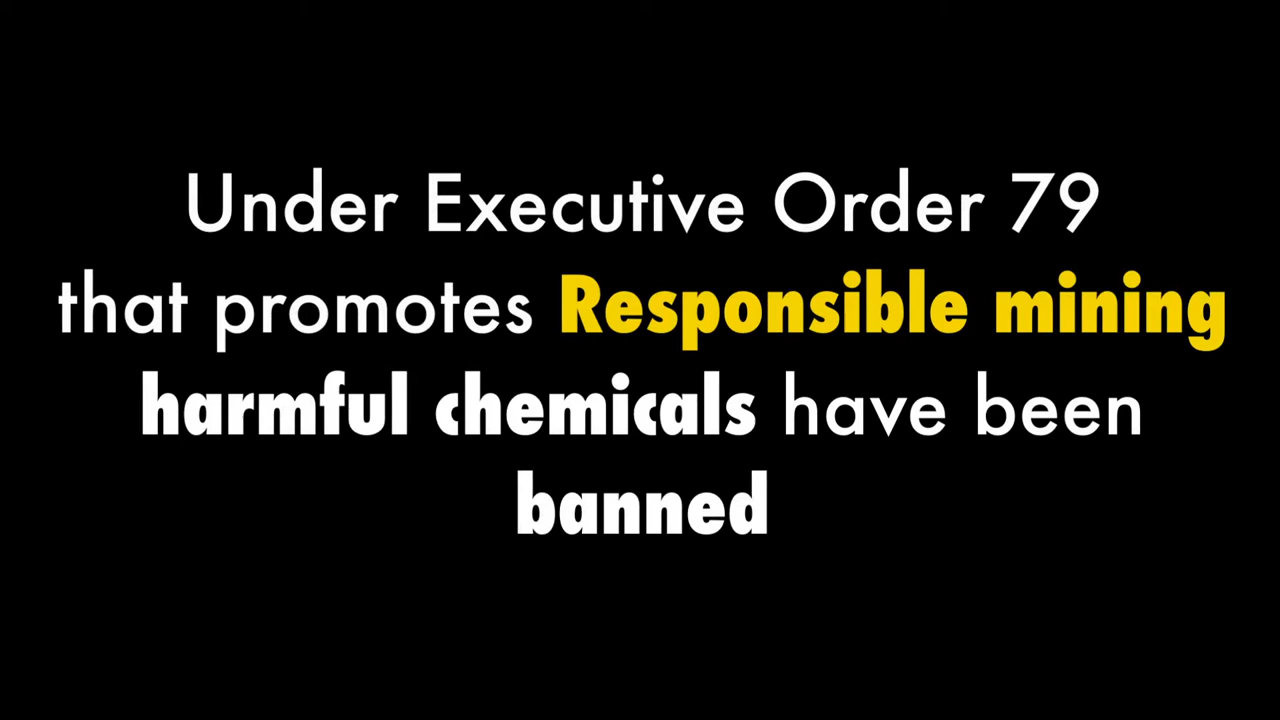 Under Executive Order 79
that promotes Responsible mining
harmful chemicals have been
banned